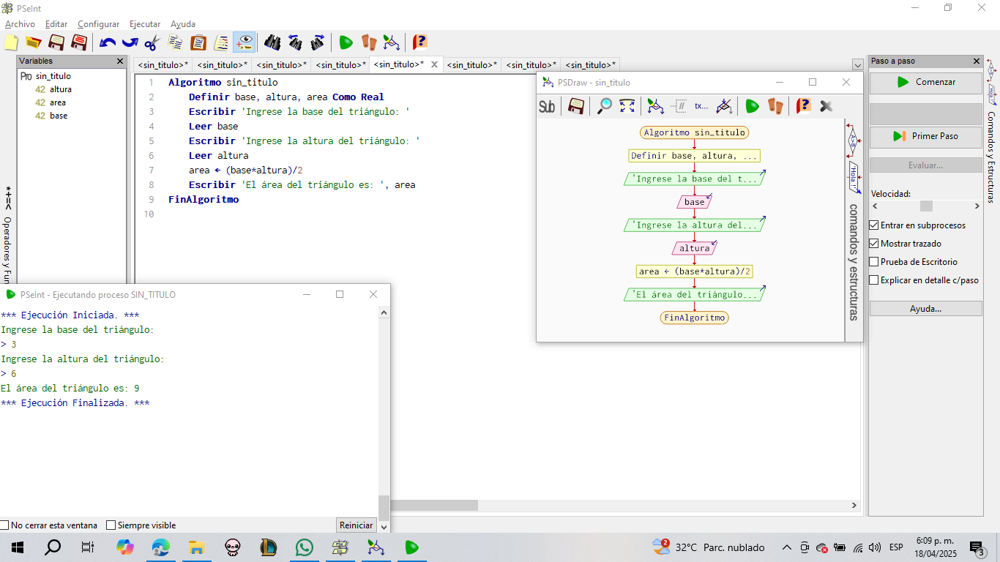 PSeInt
Archivo Editar Configurar Ejecutar Ayuda
Variables
sin_titulo
42 altura
42 area
42 base
*+=< Operadores y Fun
<sin_titulo>* <sin_titulo>* <sin_titulo>* <sin_titulo>* <sin_titulo>* <sin_titulo>* <sin_titulo>* <sin_titulo>*
1 Algoritmo sin_titulo
2 Definir base, altura, area Como Real
3 Escribir 'Ingrese la base del triángulo: '
4 Leer base
5 Escribir 'Ingrese la altura del triángulo: '
6 Leer altura
7 area ← (base*altura)/2
8 Escribir 'El área del triángulo es: ', area
9 FinAlgoritmo
10
PSDraw - sin_titulo
Sub
tx...
Algoritmo sin_titulo
Definir base, altura, ...
'Ingrese la base del t...
base
'Ingrese la altura del...
altura
area ← (base*altura)/2
'El área del triángulo...
FinAlgoritmo
A>B
'Hola !'
comandos y estructuras
Paso a paso
Comenzar
Primer Paso
Evaluar...
Velocidad:
Entrar en subprocesos
Mostrar trazado
Prueba de Escritorio
Explicar en detalle c/paso
Ayuda...
Comandos y Estructuras
PSeInt - Ejecutando proceso SIN_TITULO
*** Ejecución Iniciada. ***
Ingrese la base del triángulo:
> 3
Ingrese la altura del triángulo:
> 6
El área del triángulo es: 9
*** Ejecución Finalizada. ***
No cerrar esta ventana Siempre visible Reiniciar
2 32°C Parc. nublado ESP 6:09 p. m.
18/04/2025
3